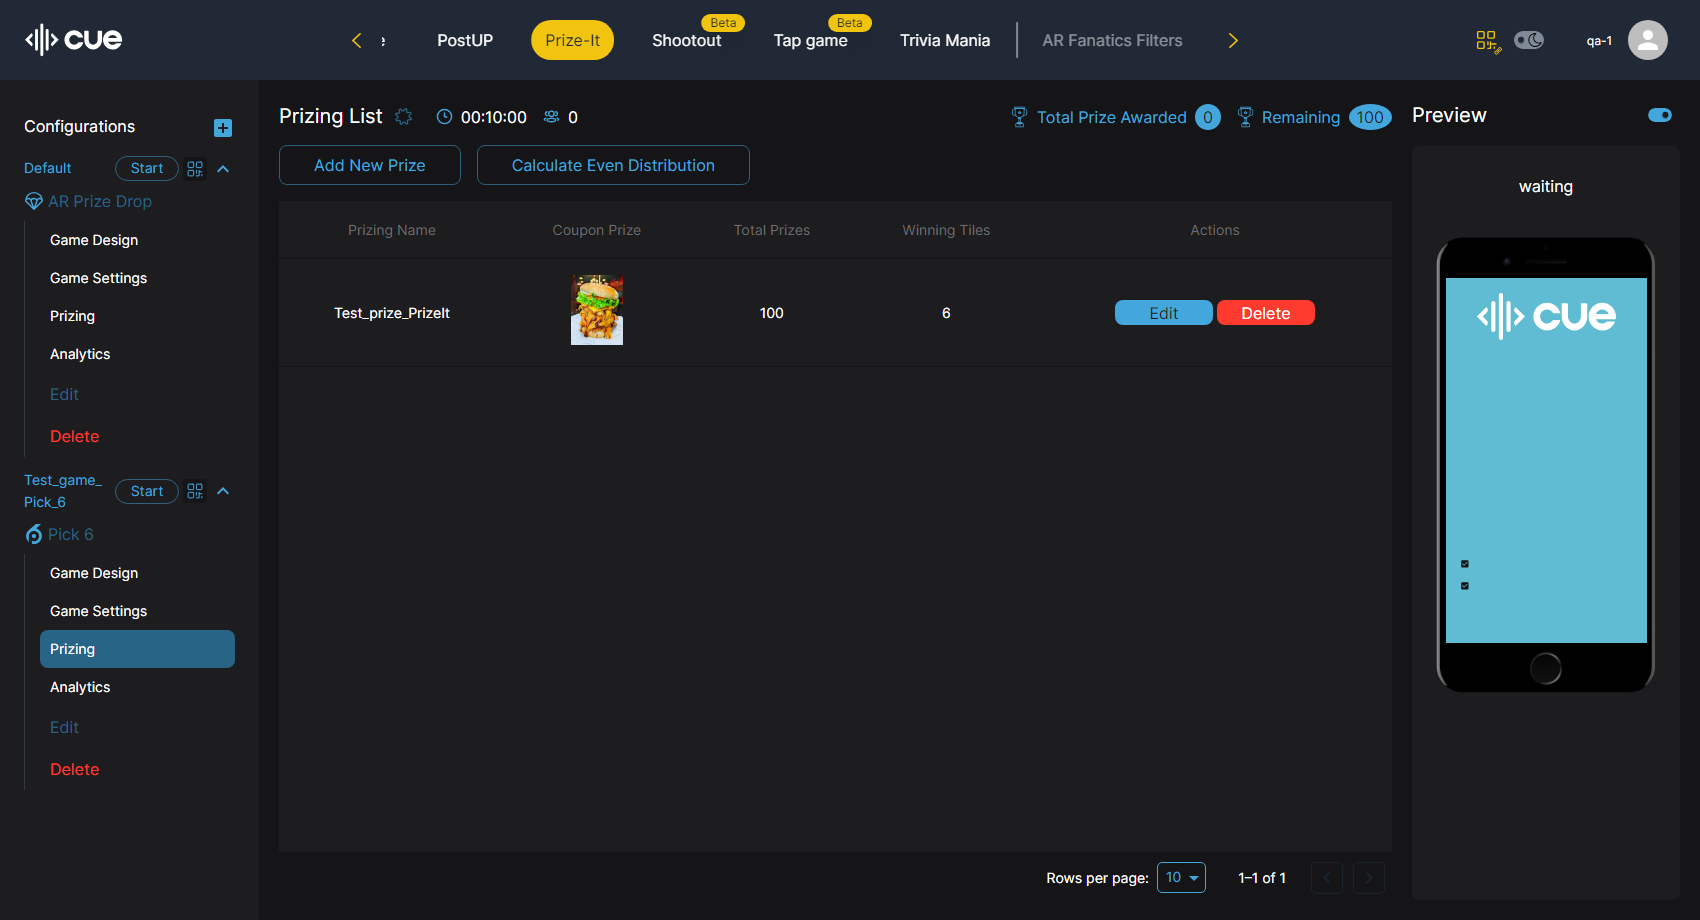 cue
e
PostUP
Prize-It
Beta
Shootout
Beta
Tap game
Trivia Mania
AR Fanatics Filters
qa-1
Configurations
Default
Start
AR Prize Drop
Game Design
Game Settings
Prizing
Analytics
Edit
Delete
Test_game_
Pick_6
Start
Pick 6
Game Design
Game Settings
Prizing
Analytics
Edit
Delete
Prizing List
00:10:00
0
Total Prize Awarded 0
Remaining 100
Add New Prize
Calculate Even Distribution
Prizing Name Coupon Prize Total Prizes Winning Tiles Actions
Test_prize_PrizeIt 100 6 Edit Delete
Rows per page: 10 1–1 of 1
Preview
waiting
cue